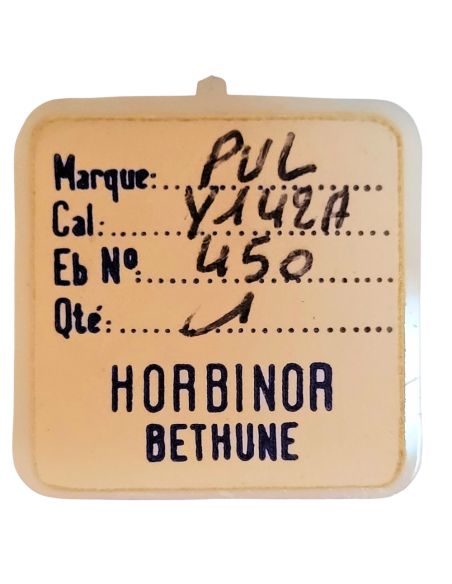 Marque: PUL
Cal: Y142A
Eb Nº 450
Qté: 1
HORBINOR
BETHUNE